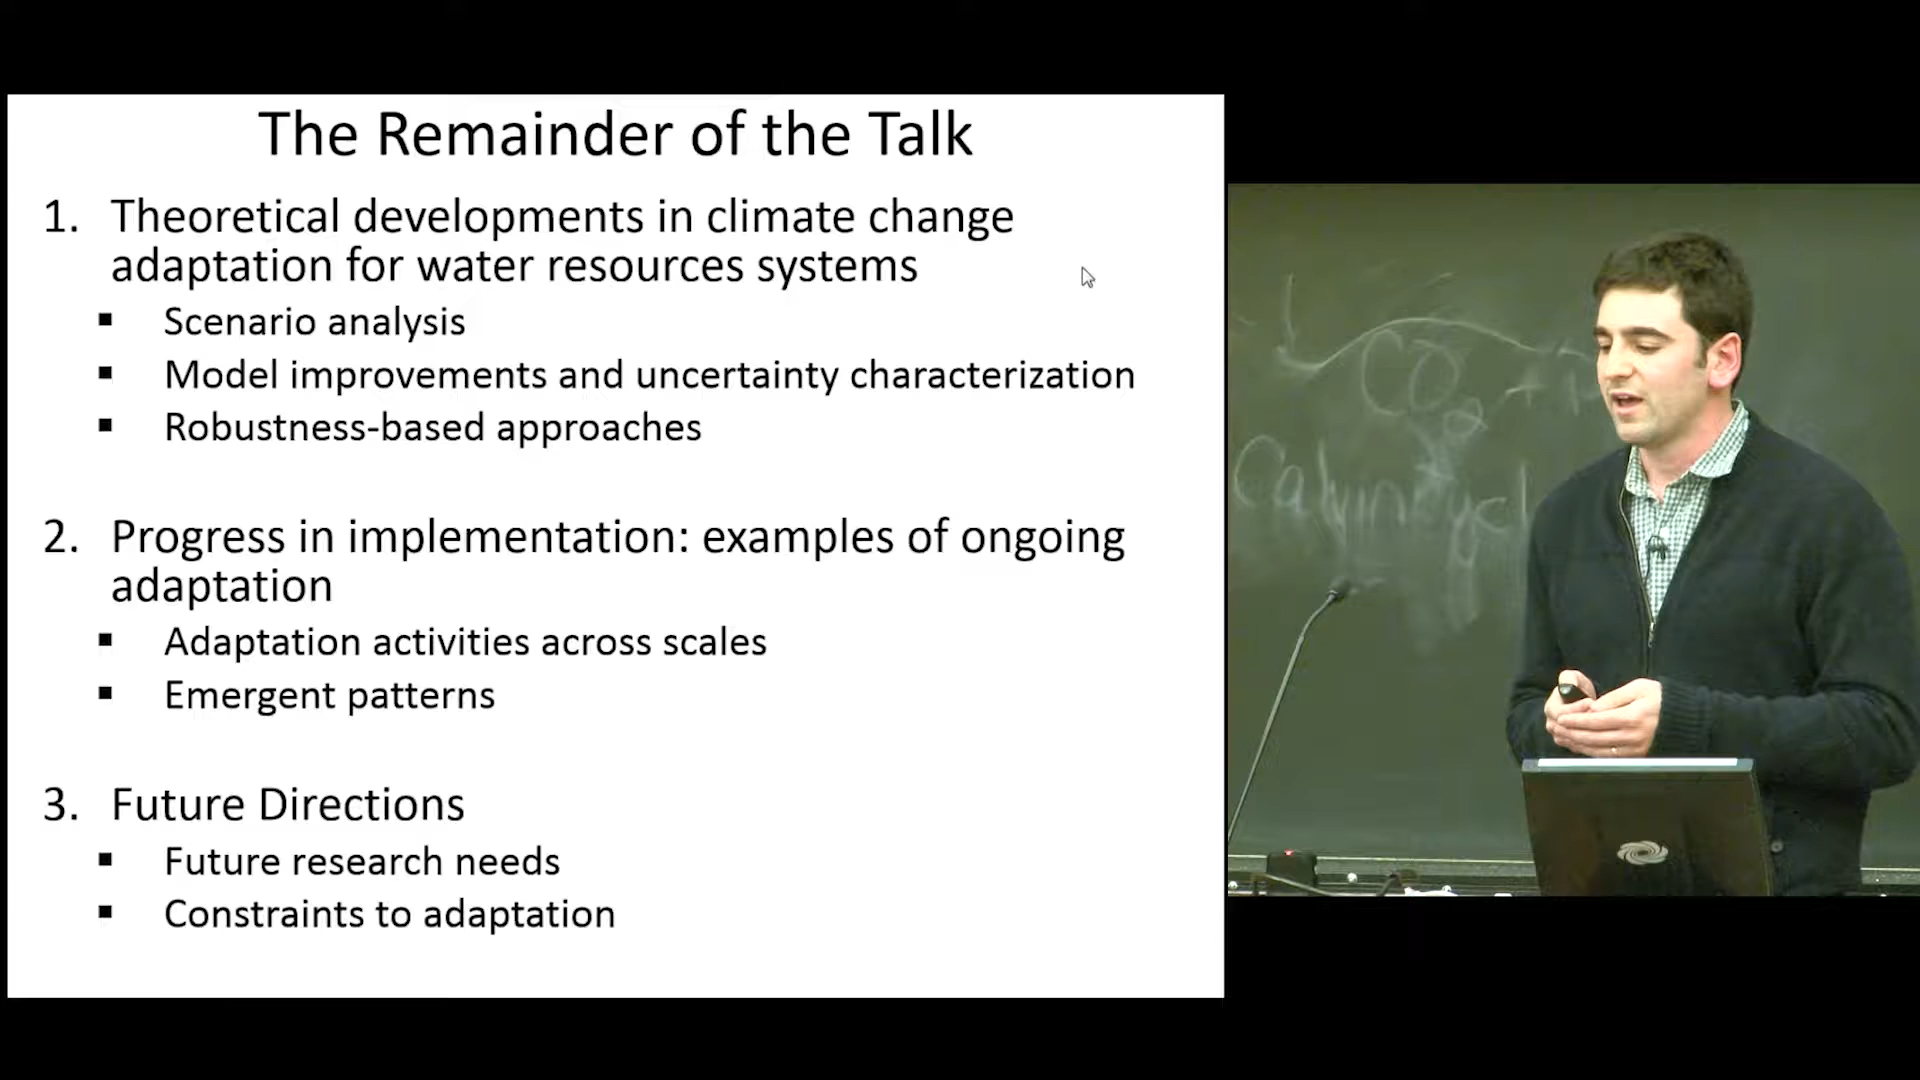 The Remainder of the Talk
1. Theoretical developments in climate change
adaptation for water resources systems
▪ Scenario analysis
▪ Model improvements and uncertainty characterization
▪ Robustness-based approaches
2. Progress in implementation: examples of ongoing
adaptation
▪ Adaptation activities across scales
▪ Emergent patterns
3. Future Directions
▪ Future research needs
▪ Constraints to adaptation
CO2 +
Calvin